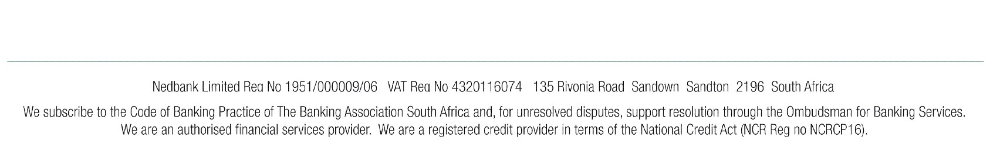 Nedbank Limited Reg No 1951/000009/06 VAT Reg No 4320116074 135 Rivonia Road Sandown Sandton 2196 South Africa
We subscribe to the Code of Banking Practice of The Banking Association South Africa and, for unresolved disputes, support resolution through the Ombudsman for Banking Services.
We are an authorised financial services provider. We are a registered credit provider in terms of the National Credit Act (NCR Reg no NCRCP16).